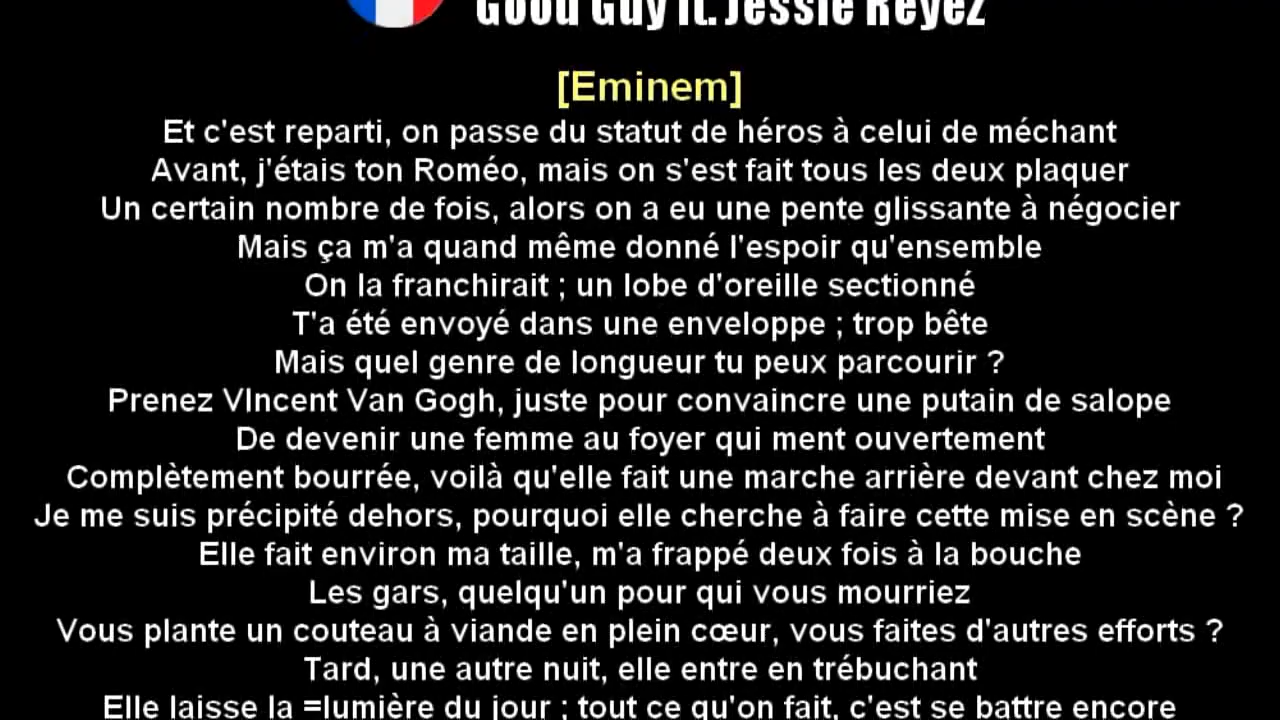 Good Guy ft. Jessie Reyez
[Eminem]
Et c'est reparti, on passe du statut de héros à celui de méchant
Avant, j'étais ton Roméo, mais on s'est fait tous les deux plaquer
Un certain nombre de fois, alors on a eu une pente glissante à négocier
Mais ça m'a quand même donné l'espoir qu'ensemble
On la franchirait ; un lobe d'oreille sectionné
T'a été envoyé dans une enveloppe ; trop bête
Mais quel genre de longueur tu peux parcourir ?
Prenez VIncent Van Gogh, juste pour convaincre une putain de salope
De devenir une femme au foyer qui ment ouvertement
Complètement bourrée, voilà qu'elle fait une marche arrière devant chez moi
Je me suis précipité dehors, pourquoi elle cherche à faire cette mise en scène ?
Elle fait environ ma taille, m'a frappé deux fois à la bouche
Les gars, quelqu'un pour qui vous mourriez
Vous plante un couteau à viande en plein cœur, vous faites d'autres efforts ?
Tard, une autre nuit, elle entre en trébuchant
Elle laisse la =lumière du jour ; tout ce qu'on fait, c'est se battre encore